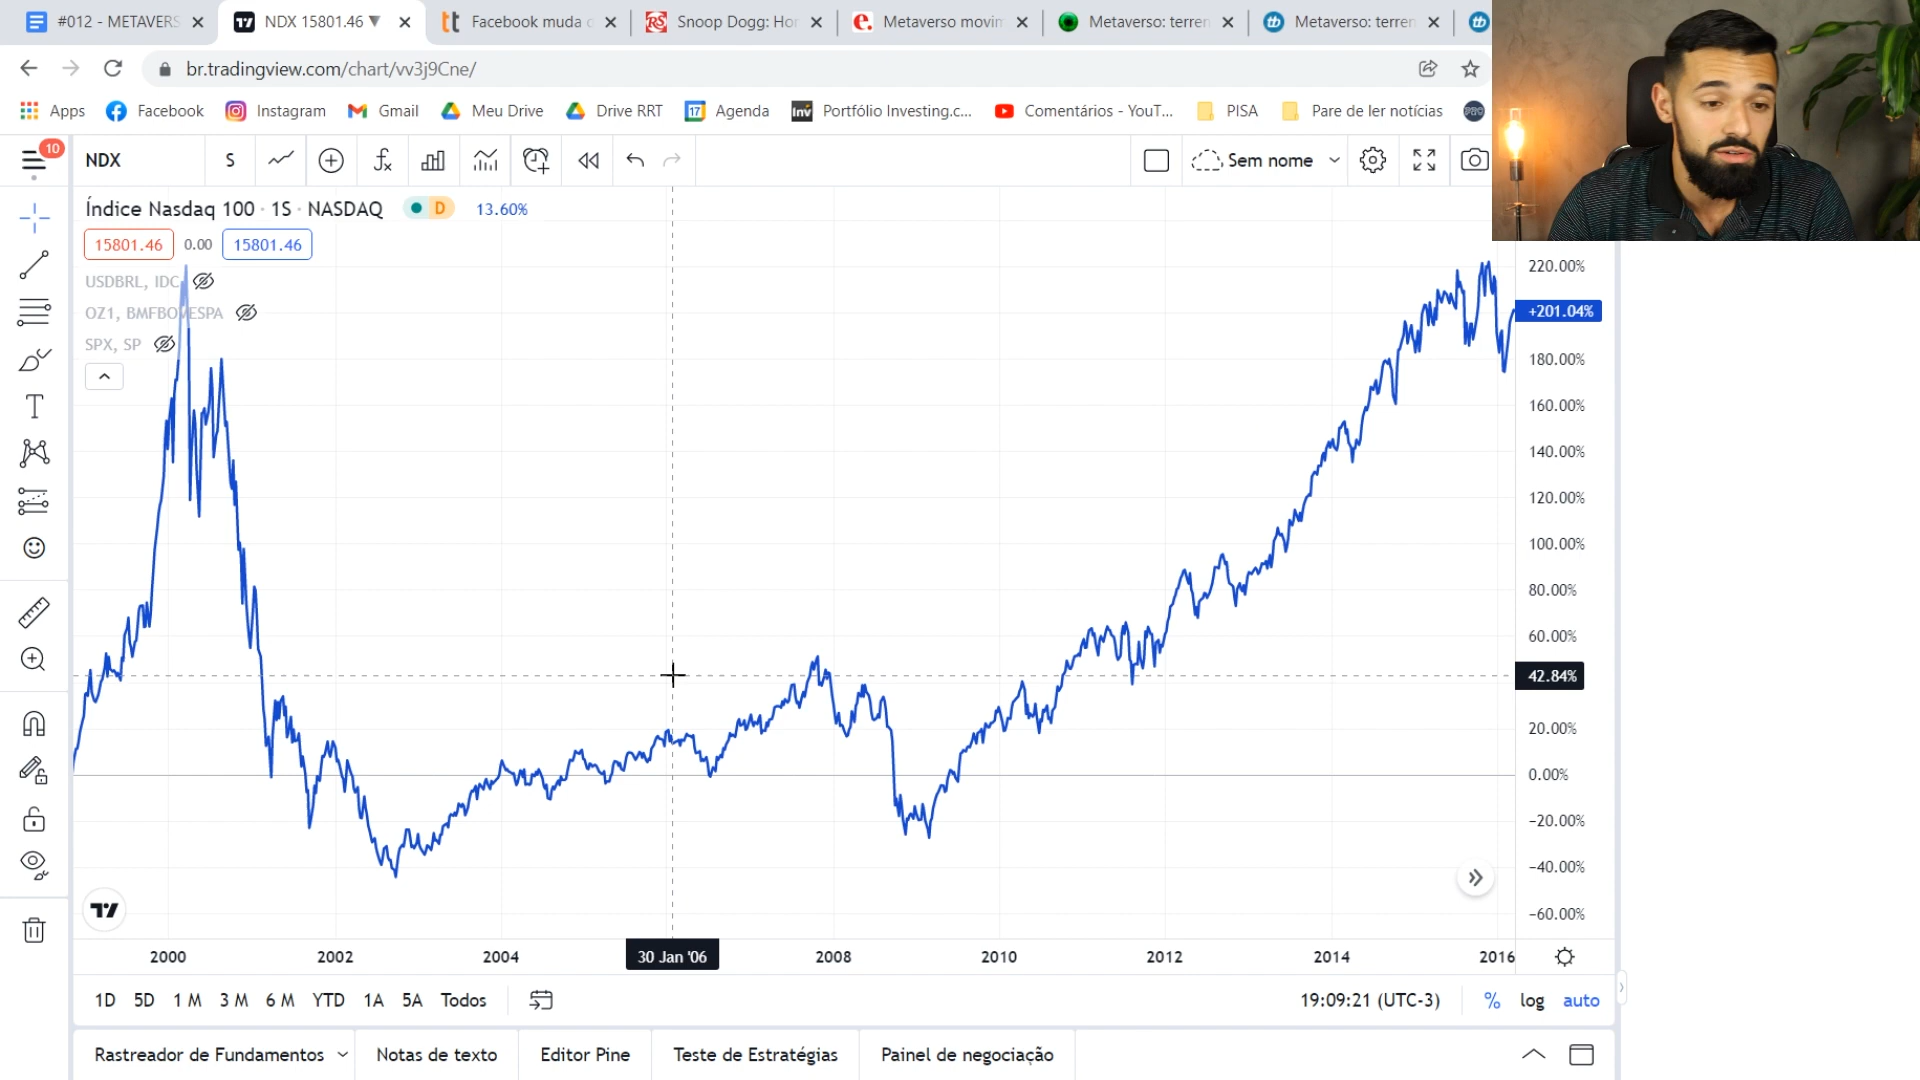 #012 - METAVERS
NDX 15801.46 ▼
Facebook muda
Snoop Dogg: Hor
Metaverso movim
Metaverso: terren
Metaverso: terren
br.tradingview.com/chart/vv3j9Cne/
Apps
Facebook
Instagram
Gmail
Meu Drive
Drive RRT
17
Agenda
Inv
Portfólio Investing.c...
Comentários - YouT...
PISA
Pare de ler notícias
10
NDX
S
Sem nome
Índice Nasdaq 100 · 1S · NASDAQ
D
13.60%
15801.46
0.00
15801.46
USDBRL, IDC
OZ1, BMFBOVESPA
SPX, SP
220.00%
+201.04%
180.00%
160.00%
140.00%
120.00%
100.00%
80.00%
60.00%
42.84%
20.00%
0.00%
−20.00%
−40.00%
−60.00%
2000
2002
2004
30 Jan '06
2008
2010
2012
2014
2016
1D
5D
1 M
3 M
6 M
YTD
1A
5A
Todos
19:09:21 (UTC-3)
%
log
auto
Rastreador de Fundamentos
Notas de texto
Editor Pine
Teste de Estratégias
Painel de negociação